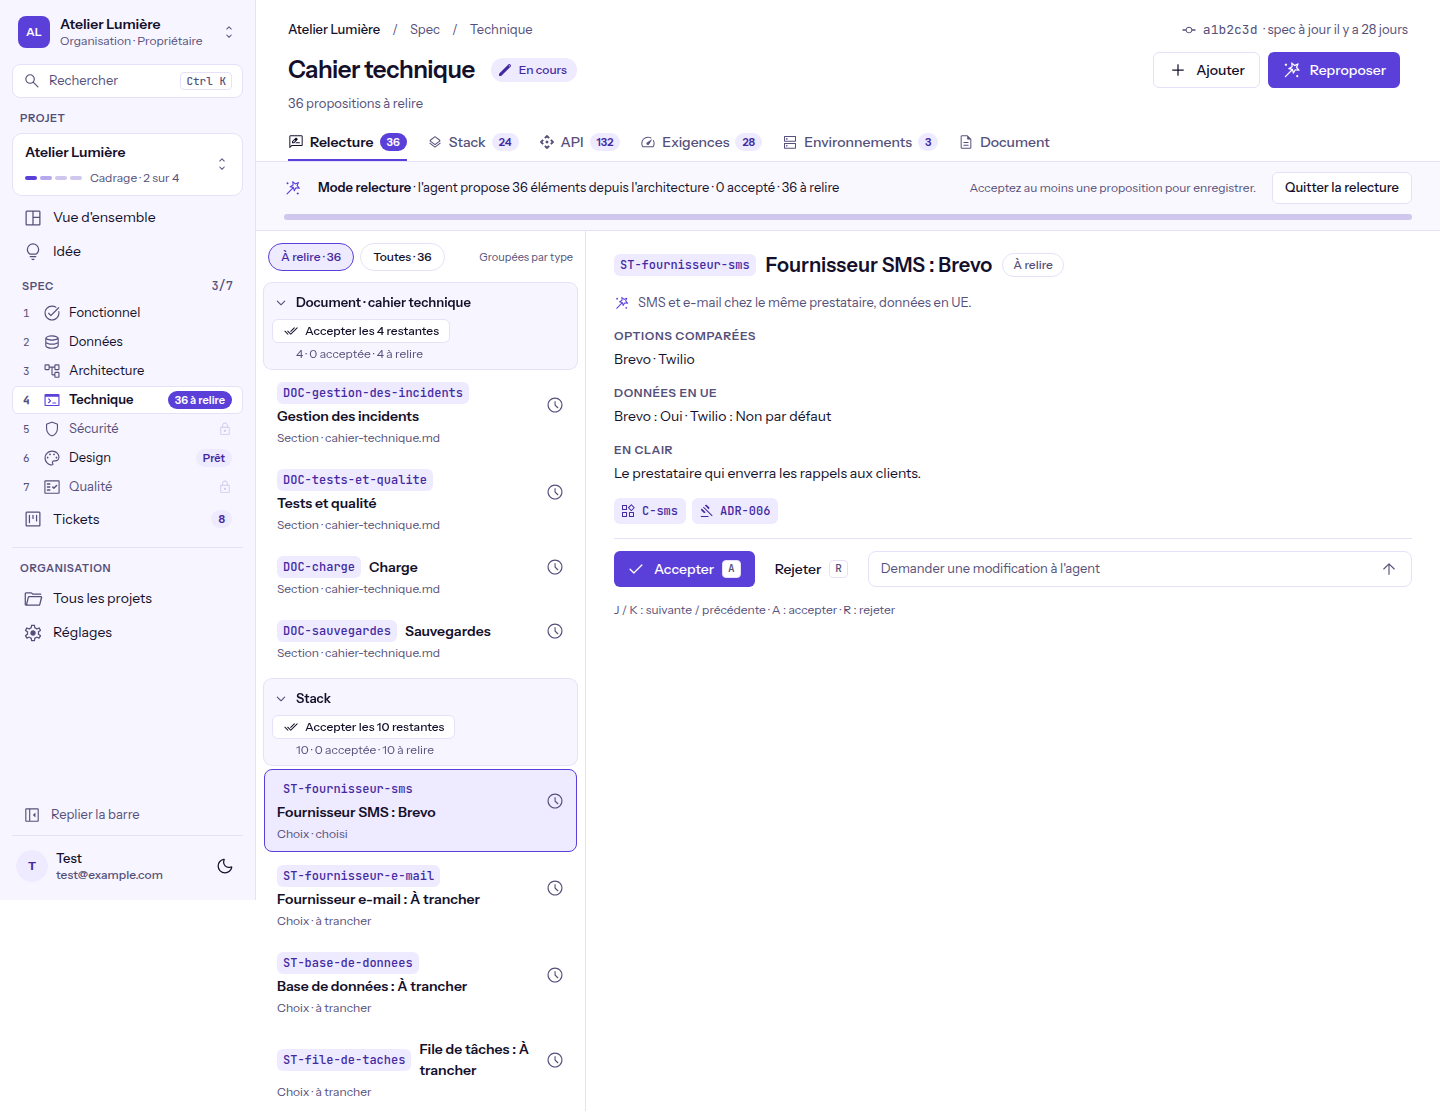 AL
Atelier Lumière
Organisation · Propriétaire
Rechercher
Ctrl K
PROJET
Atelier Lumière
Cadrage · 2 sur 4
Vue d'ensemble
Idée
SPEC 3/7
1 Fonctionnel
2 Données
3 Architecture
4 Technique 36 à relire
5 Sécurité
6 Design Prêt
7 Qualité
Tickets 8
ORGANISATION
Tous les projets
Réglages
Replier la barre
T
Test
test@example.com
Atelier Lumière / Spec / Technique
a1b2c3d · spec à jour il y a 28 jours
Cahier technique
En cours
Ajouter
Reproposer
36 propositions à relire
Relecture 36
Stack 24
API 132
Exigences 28
Environnements 3
Document
Mode relecture · l'agent propose 36 éléments depuis l'architecture · 0 accepté · 36 à relire
Acceptez au moins une proposition pour enregistrer.
Quitter la relecture
À relire · 36
Toutes · 36
Groupées par type
Document · cahier technique
Accepter les 4 restantes
4 · 0 acceptée · 4 à relire
DOC-gestion-des-incidents
Gestion des incidents
Section · cahier-technique.md
DOC-tests-et-qualite
Tests et qualité
Section · cahier-technique.md
DOC-charge Charge
Section · cahier-technique.md
DOC-sauvegardes Sauvegardes
Section · cahier-technique.md
Stack
Accepter les 10 restantes
10 · 0 acceptée · 10 à relire
ST-fournisseur-sms
Fournisseur SMS : Brevo
Choix · choisi
ST-fournisseur-e-mail
Fournisseur e-mail : À trancher
Choix · à trancher
ST-base-de-donnees
Base de données : À trancher
Choix · à trancher
ST-file-de-taches File de tâches : À
trancher
Choix · à trancher
ST-fournisseur-sms Fournisseur SMS : Brevo À relire
SMS et e-mail chez le même prestataire, données en UE.
OPTIONS COMPARÉES
Brevo · Twilio
DONNÉES EN UE
Brevo : Oui · Twilio : Non par défaut
EN CLAIR
Le prestataire qui enverra les rappels aux clients.
C-sms ADR-006
Accepter A Rejeter R Demander une modification à l'agent
J / K : suivante / précédente · A : accepter · R : rejeter